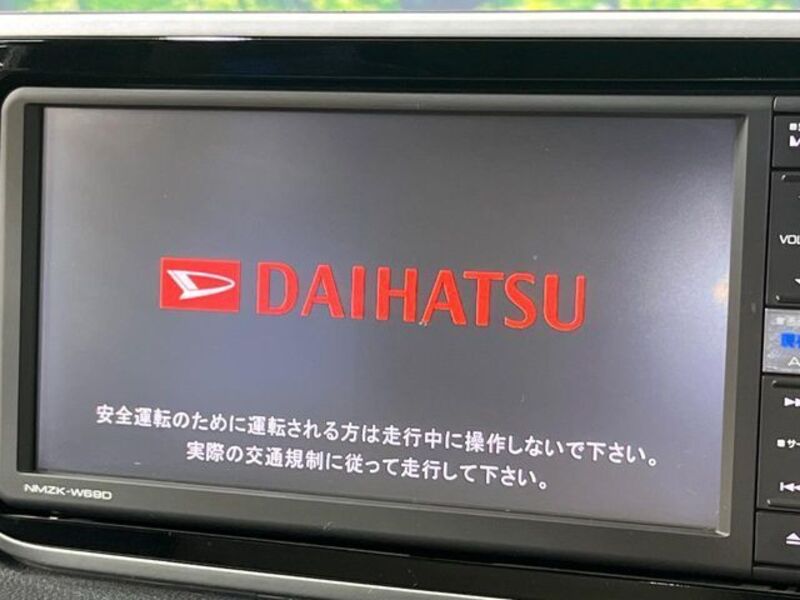 DAIHATSU
安全運転のために運転される方は走行中に操作しないで下さい。
実際の交通規制に従って走行して下さい。
NMZK-W69D
VOL